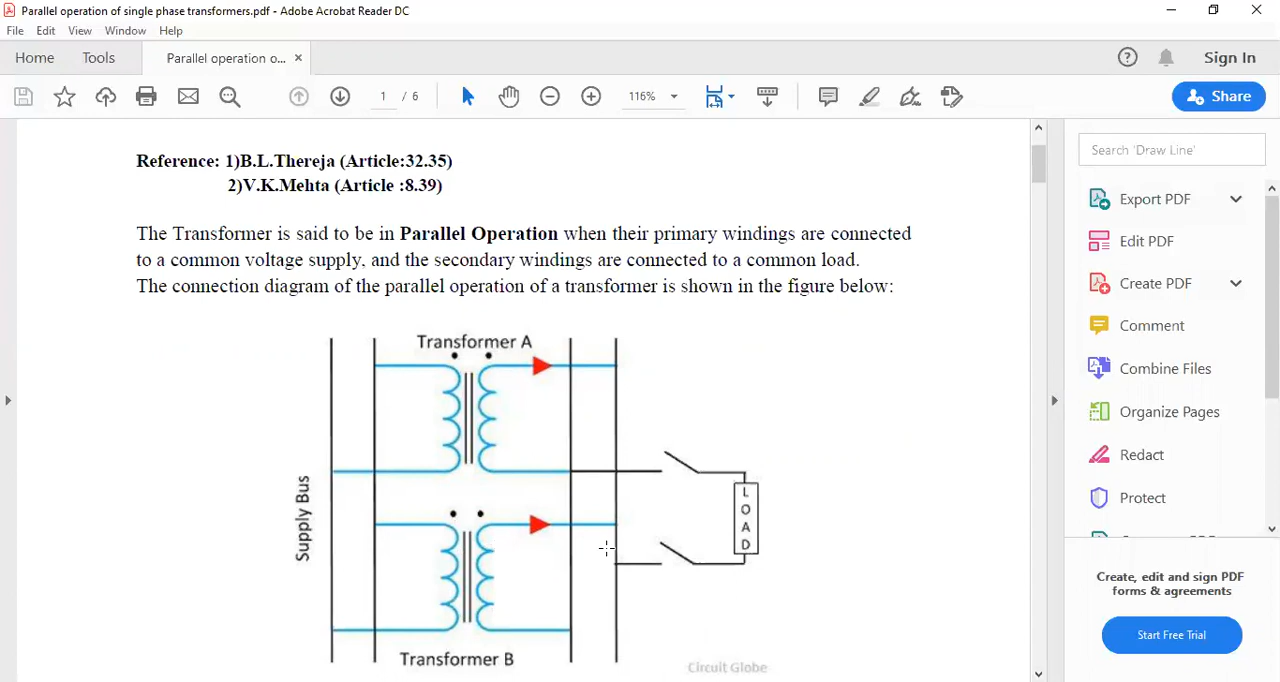 Parallel operation of single phase transformers.pdf - Adobe Acrobat Reader DC
File Edit View Window Help
Home Tools Parallel operation o... × Sign In
1 / 6 116% Share
Reference: 1)B.L.Thereja (Article:32.35)
2)V.K.Mehta (Article :8.39)
The Transformer is said to be in Parallel Operation when their primary windings are connected
to a common voltage supply, and the secondary windings are connected to a common load.
The connection diagram of the parallel operation of a transformer is shown in the figure below:
Transformer A
Supply Bus
LOAD
Transformer B
Circuit Globe
Search 'Draw Line'
Export PDF
Edit PDF
Create PDF
Comment
Combine Files
Organize Pages
Redact
Protect
Create, edit and sign PDF
forms & agreements
Start Free Trial